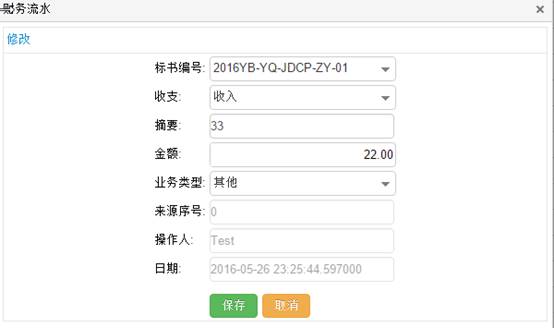 财务流水
修改
标书编号: 2016YB-YQ-JDCP-ZY-01
收支: 收入
摘要: 33
金额: 22.00
业务类型: 其他
来源序号: 0
操作人: Test
日期: 2016-05-26 23:25:44.597000
保存 取消